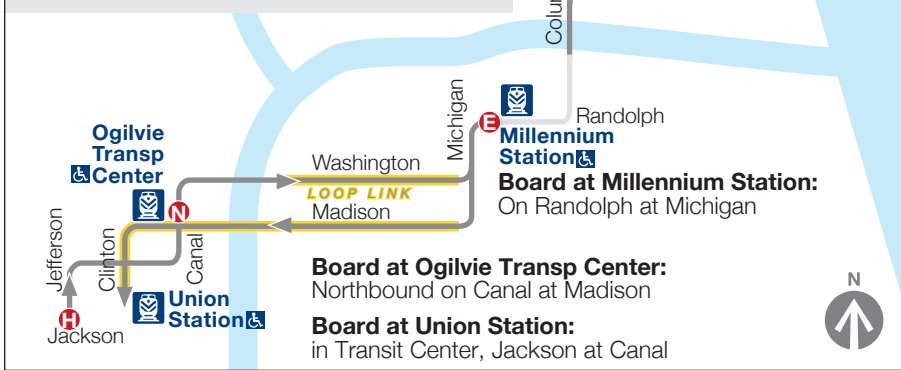 Colu
Michigan
E
Randolph
Millennium
Station
Ogilvie
Transp
Center
Washington
LOOP LINK
Madison
N
Board at Millennium Station:
On Randolph at Michigan
Jefferson
Clinton
Canal
H
Jackson
Union
Station
Board at Ogilvie Transp Center:
Northbound on Canal at Madison
Board at Union Station:
in Transit Center, Jackson at Canal
N